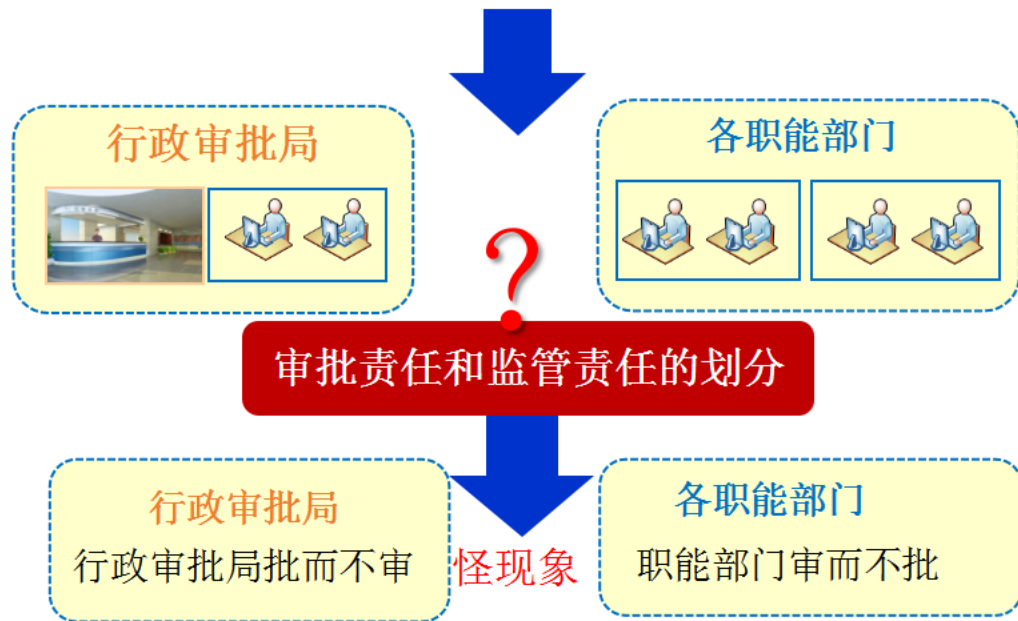 行政审批局
各职能部门
？
审批责任和监管责任的划分
行政审批局
行政审批局批而不审
怪现象
各职能部门
职能部门审而不批